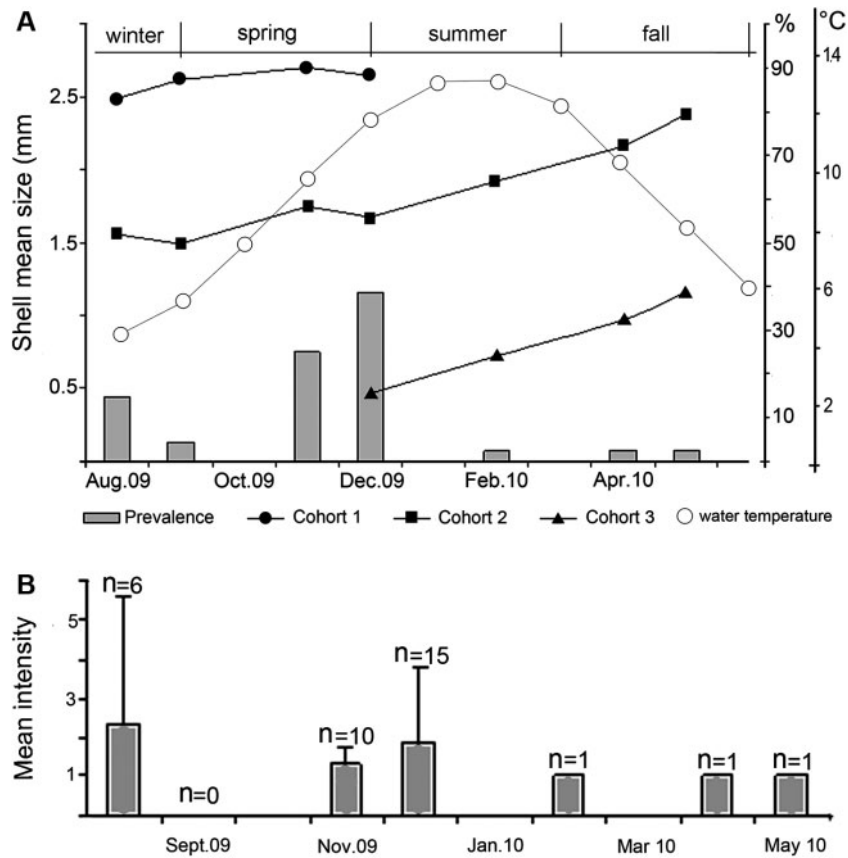 A
winter spring summer fall
% °C
Shell mean size (mm
2.5
1.5
0.5
90
70
50
30
10
14
10
6
2
Aug.09 Oct.09 Dec.09 Feb.10 Apr.10
Prevalence Cohort 1 Cohort 2 Cohort 3 water temperature
B
Mean intensity
5
3
1
n=6
n=0
n=10
n=15
n=1
n=1
n=1
Sept.09 Nov.09 Jan.10 Mar 10 May 10